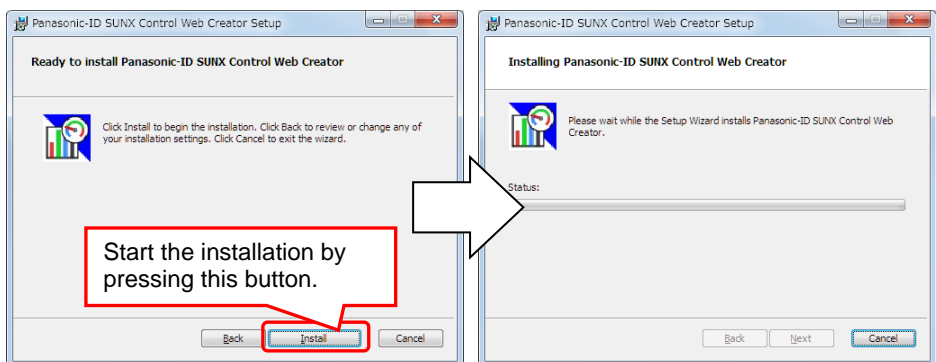 Panasonic-ID SUNX Control Web Creator Setup
Ready to install Panasonic-ID SUNX Control Web Creator
Click Install to begin the installation. Click Back to review or change any of
your installation settings. Click Cancel to exit the wizard.
Start the installation by
pressing this button.
Back Install Cancel
Panasonic-ID SUNX Control Web Creator Setup
Installing Panasonic-ID SUNX Control Web Creator
Please wait while the Setup Wizard installs Panasonic-ID SUNX Control Web
Creator.
Status:
Back Next Cancel